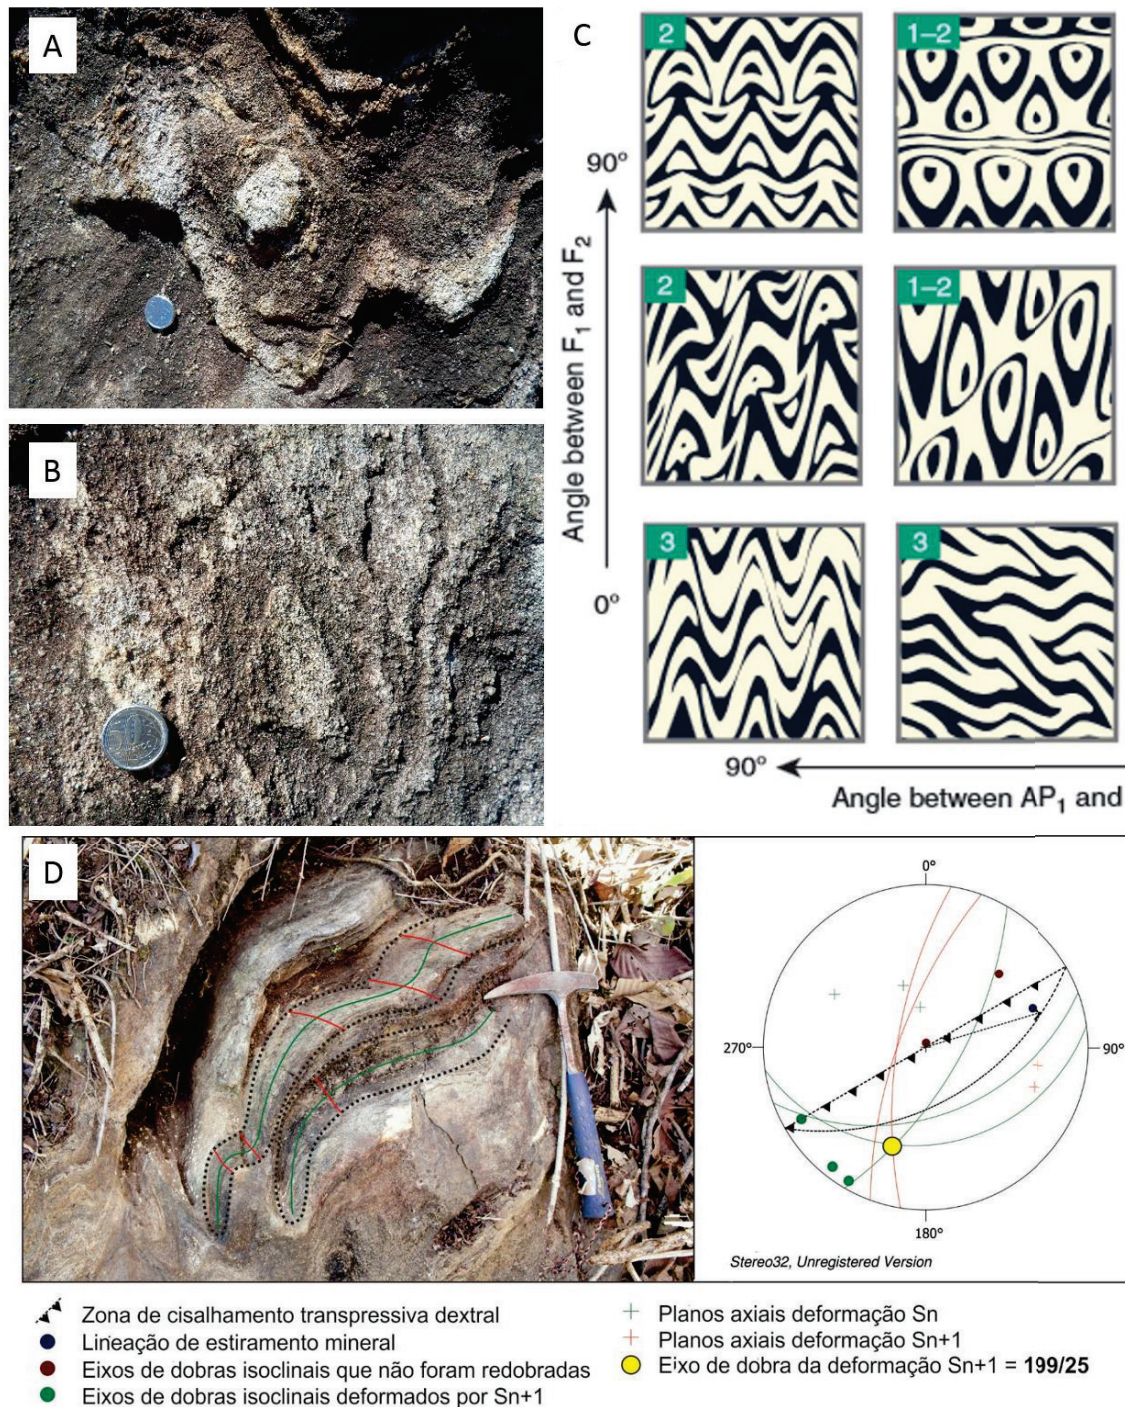 A
B
C
2
1–2
90°
2
1–2
Angle between F₁ and F₂
3
3
0°
90°
Angle between AP₁ and
50
D
0°
270°
90°
180°
Stereo32, Unregistered Version
Zona de cisalhamento transpressiva dextral
Lineação de estiramento mineral
Eixos de dobras isoclinais que não foram redobradas
Eixos de dobras isoclinais deformados por Sn+1
Planos axiais deformação Sn
Planos axiais deformação Sn+1
Eixo de dobra da deformação Sn+1 = 199/25